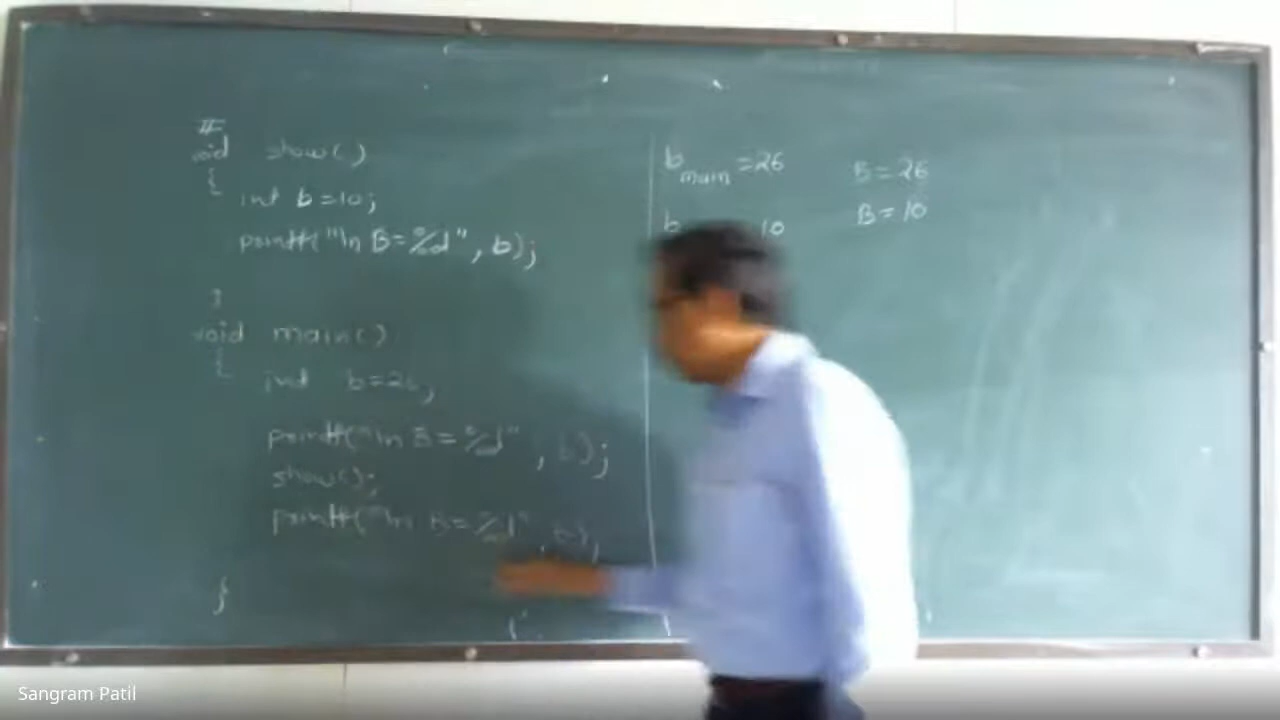 #
void show()
{
int b=10;
printf("\n B=%d", b);
}
void main()
{
int b=26;
printf("\n B=%d", b);
show();
printf("\n B=%d", b);
}
b main =26
b 10
B=26
B=10
Sangram Patil